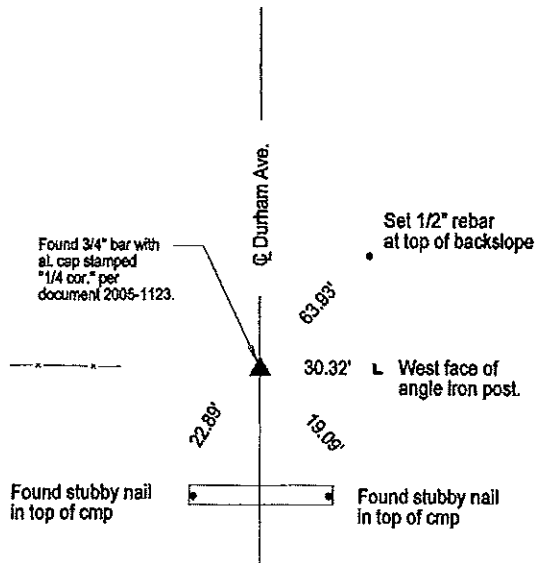 ℄ Durham Ave.
Set 1/2" rebar
at top of backslope
Found 3/4" bar with
al. cap stamped
"1/4 cor." per
document 2005-1123.
63.93'
30.32'
West face of
angle iron post.
22.89'
19.09'
Found stubby nail
in top of cmp
Found stubby nail
in top of cmp